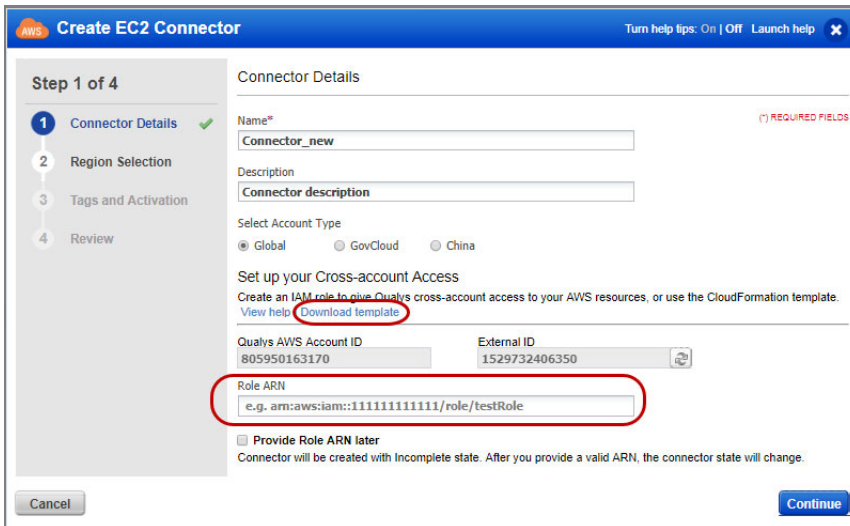 AWS Create EC2 Connector
Turn help tips: On | Off Launch help
Step 1 of 4
1 Connector Details
2 Region Selection
3 Tags and Activation
4 Review
Connector Details
Name*
(*) REQUIRED FIELDS
Connector_new
Description
Connector description
Select Account Type
Global GovCloud China
Set up your Cross-account Access
Create an IAM role to give Qualys cross-account access to your AWS resources, or use the CloudFormation template.
View help Download template
Qualys AWS Account ID External ID
805950163170 1529732406350
Role ARN
e.g. arn:aws:iam::111111111111/role/testRole
Provide Role ARN later
Connector will be created with Incomplete state. After you provide a valid ARN, the connector state will change.
Cancel Continue